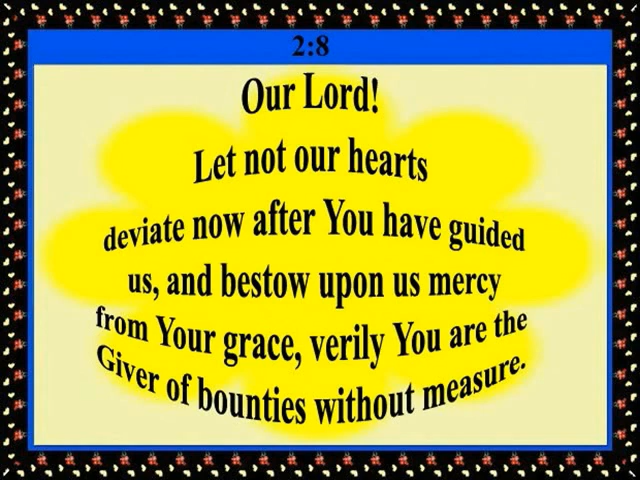 2:8
Our Lord!
Let not our hearts
deviate now after You have guided
us, and bestow upon us mercy
from Your grace, verily You are the
Giver of bounties without measure.